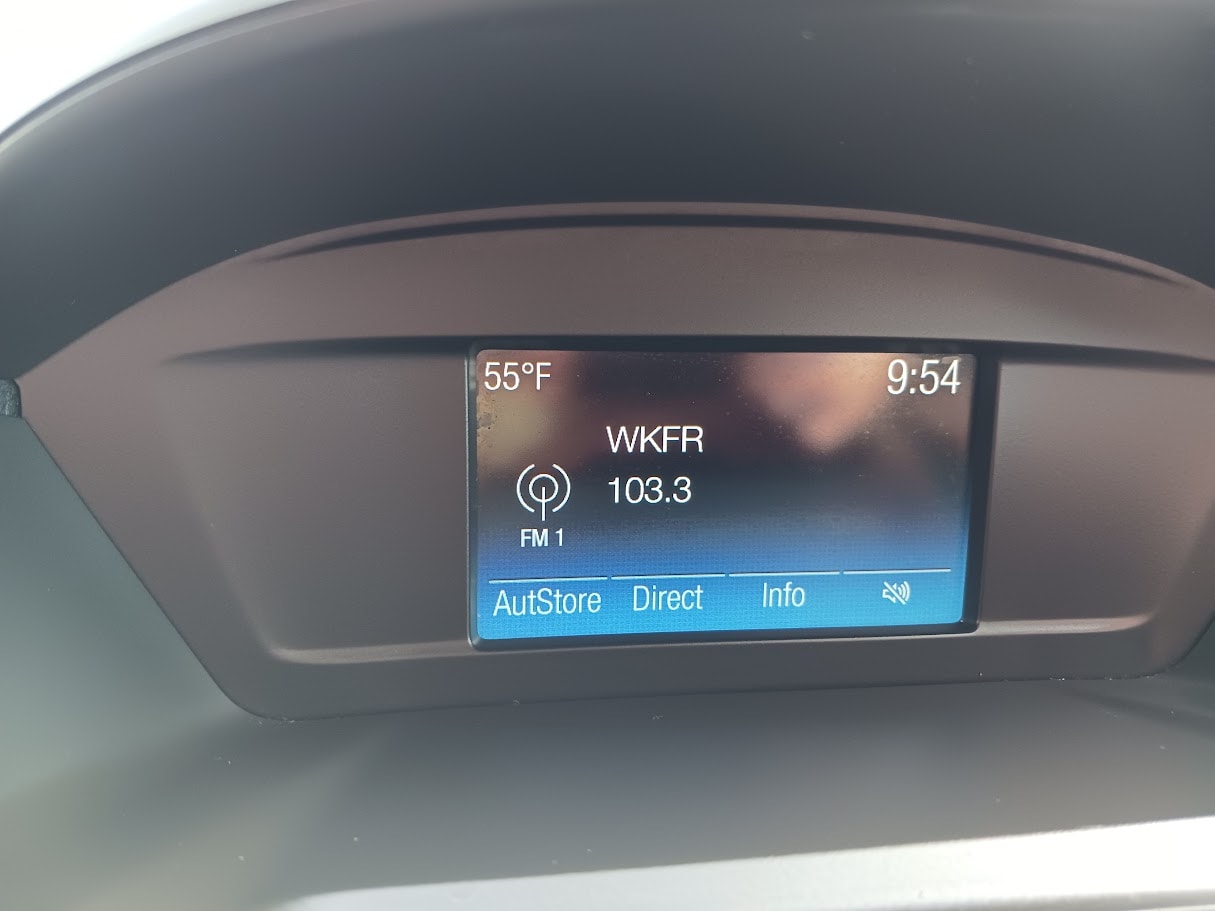 55°F 9:54
WKFR
103.3
FM 1
AutStore Direct Info